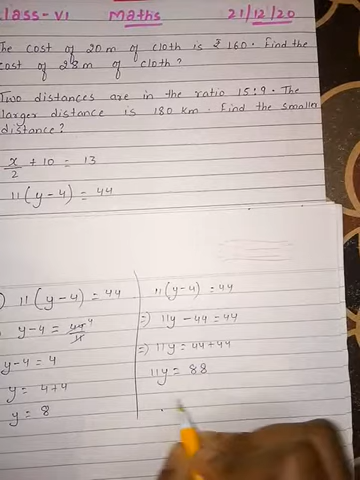 lass-VI Maths 21/12/20
The cost of 20 m of cloth is ₹ 160. Find the
cost of 28 m of cloth?
Two distances are in the ratio 15:9. The
larger distance is 180 km. Find the smaller
distance?
x/2 + 10 = 13
11(y-4) = 44
) 11(y-4) = 44
y-4 = 44/11 4
y-4 = 4
y = 4+4
y = 8
11(y-4) = 44
=) 11y - 44 = 44
=) 11y = 44+44
11y = 88